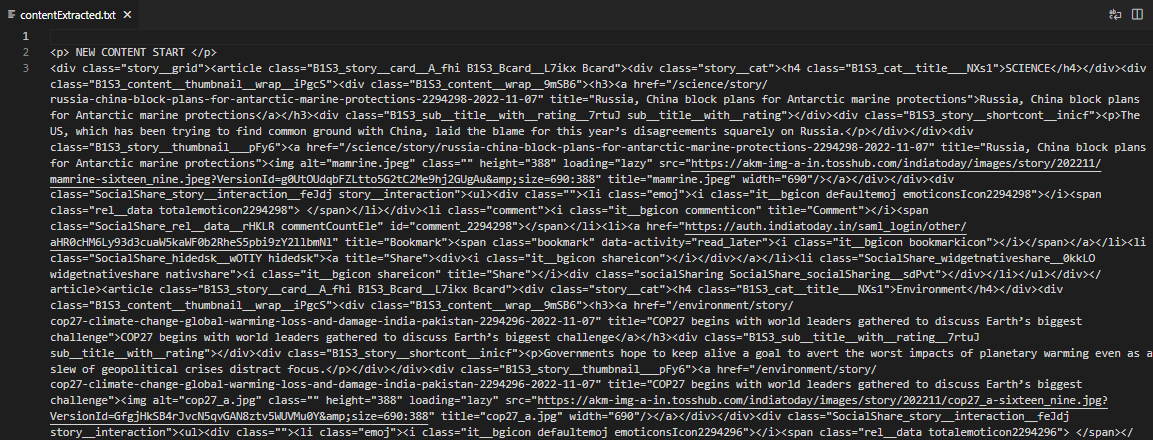 contentExtracted.txt
1
2 <p> NEW CONTENT START </p>
3 <div class="story__grid"><article class="B1S3_story__card__A_fhi B1S3_Bcard__L7ikx Bcard"><div class="story__cat"><h4 class="B1S3_cat__title___NXs1">SCIENCE</h4></div><div
class="B1S3_content__thumbnail__wrap__iPgcS"><div class="B1S3_content__wrap__9mSB6"><h3><a href="/science/story/
russia-china-block-plans-for-antarctic-marine-protections-2294298-2022-11-07" title="Russia, China block plans for Antarctic marine protections">Russia, China block plans
for Antarctic marine protections</a></h3><div class="B1S3_sub__title__with__rating__7rtuJ sub__title__with__rating"></div><div class="B1S3_story__shortcont__inicf"><p>The
US, which has been trying to find common ground with China, laid the blame for this year’s disagreements squarely on Russia.</p></div></div><div
class="B1S3_story__thumbnail___pFy6"><a href="/science/story/russia-china-block-plans-for-antarctic-marine-protections-2294298-2022-11-07" title="Russia, China block plans
for Antarctic marine protections"><img alt="mamrine.jpeg" class="" height="388" loading="lazy" src="https://akm-img-a-in.tosshub.com/indiatoday/images/story/202211/
mamrine-sixteen_nine.jpeg?VersionId=g0UtOUdqbFZLtto5G2tC2Me9hj2GUgAu&amp;size=690:388" title="mamrine.jpeg" width="690"/></a></div></div><div
class="SocialShare_story__interaction__feJdj story__interaction"><ul><div class=""><li class="emoj"><i class="it__bgicon defaultemoj emoticonsIcon2294298"></i><span
class="rel__data totalemoticon2294298"> </span></li></div><li class="comment"><i class="it__bgicon commenticon" title="Comment"></i><span
class="SocialShare_rel__data__rHKLR commentCountEle" id="comment_2294298"></span></li><li><a href="https://auth.indiatoday.in/saml_login/other/
aHR0cHM6Ly93d3cuaW5kaWF0b2RheS5pbi9zY2llbmNl" title="Bookmark"><span class="bookmark" data-activity="read_later"><i class="it__bgicon bookmarkicon"></i></span></a></li><li
class="SocialShare_hidedsk__wOTIY hidedsk"><a title="Share"><div><i class="it__bgicon shareicon"></i></div></a></li><li class="SocialShare_widgetnativeshare__0kkLO
widgetnativeshare nativshare"><i class="it__bgicon shareicon" title="Share"></i><div class="socialSharing SocialShare_socialSharing__sdPvt"></div></li></ul></div></
article><article class="B1S3_story__card__A_fhi B1S3_Bcard__L7ikx Bcard"><div class="story__cat"><h4 class="B1S3_cat__title___NXs1">Environment</h4></div><div
class="B1S3_content__thumbnail__wrap__iPgcS"><div class="B1S3_content__wrap__9mSB6"><h3><a href="/environment/story/
cop27-climate-change-global-warming-loss-and-damage-india-pakistan-2294296-2022-11-07" title="COP27 begins with world leaders gathered to discuss Earth’s biggest
challenge">COP27 begins with world leaders gathered to discuss Earth’s biggest challenge</a></h3><div class="B1S3_sub__title__with__rating__7rtuJ
sub__title__with__rating"></div><div class="B1S3_story__shortcont__inicf"><p>Governments hope to keep alive a goal to avert the worst impacts of planetary warming even as a
slew of geopolitical crises distract focus.</p></div></div><div class="B1S3_story__thumbnail___pFy6"><a href="/environment/story/
cop27-climate-change-global-warming-loss-and-damage-india-pakistan-2294296-2022-11-07" title="COP27 begins with world leaders gathered to discuss Earth’s biggest
challenge"><img alt="cop27_a.jpg" class="" height="388" loading="lazy" src="https://akm-img-a-in.tosshub.com/indiatoday/images/story/202211/cop27_a-sixteen_nine.jpg?
VersionId=GfgjHkSB4rJvcN5qvGAN8ztv5WUVMu0Y&amp;size=690:388" title="cop27_a.jpg" width="690"/></a></div></div><div class="SocialShare_story__interaction__feJdj
story__interaction"><ul><div class=""><li class="emoj"><i class="it__bgicon defaultemoj emoticonsIcon2294296"></i><span class="rel__data totalemoticon2294296"> </span></